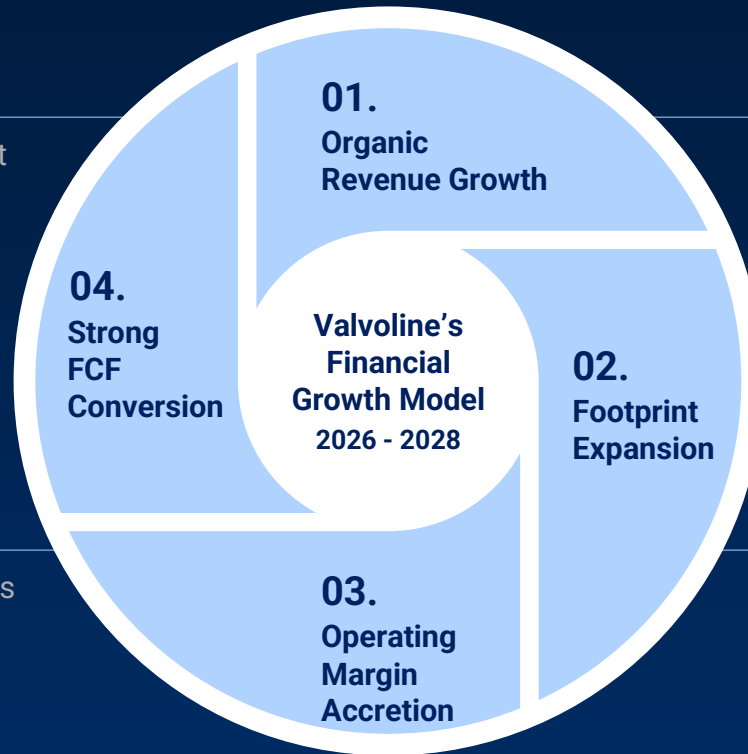 01.
Organic
Revenue Growth
04.
Strong
FCF
Conversion
Valvoline’s
Financial
Growth Model
2026 - 2028
02.
Footprint
Expansion
03.
Operating
Margin
Accretion